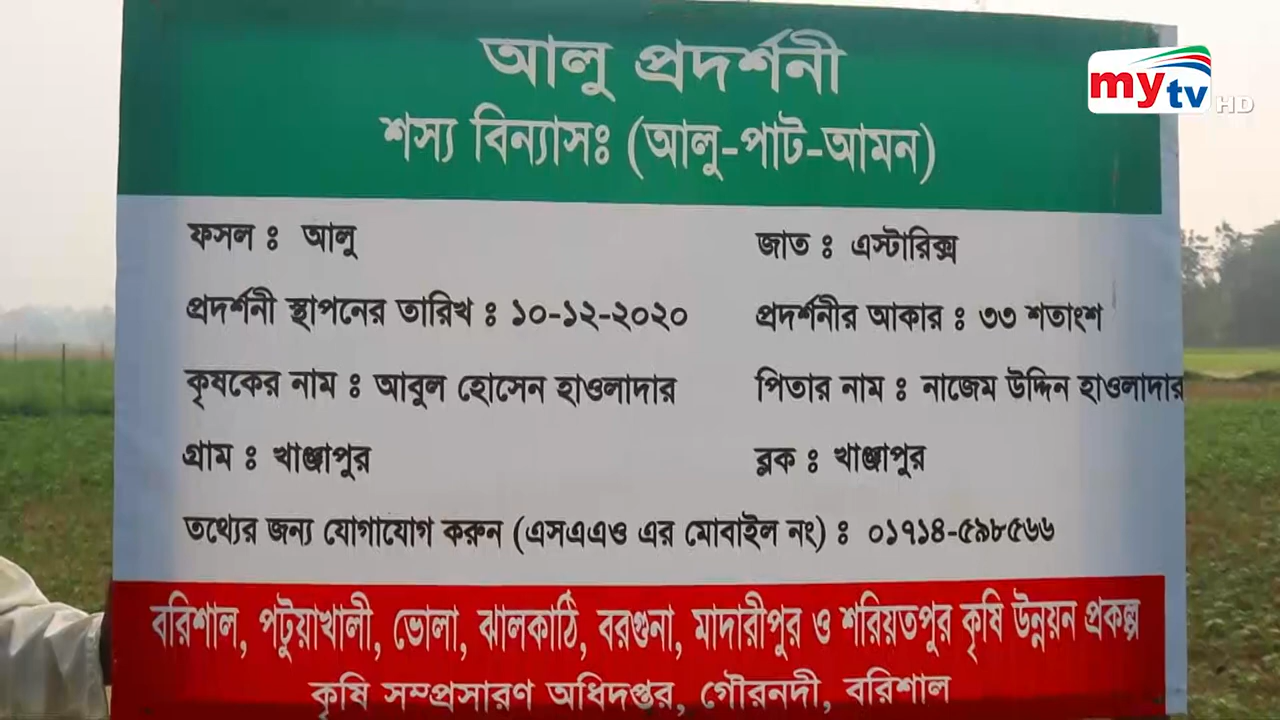 আলু প্রদর্শনী
my tv HD
শস্য বিন্যাসঃ (আলু-পাট-আমন)
ফসল ঃ আলু জাত ঃ এস্টারিক্স
প্রদর্শনী স্থাপনের তারিখ ঃ ১০-১২-২০২০ প্রদর্শনীর আকার ঃ ৩৩ শতাংশ
কৃষকের নাম ঃ আবুল হোসেন হাওলাদার পিতার নাম ঃ নাজেম উদ্দিন হাওলাদার
গ্রাম ঃ খাঞ্জাপুর ব্লক ঃ খাঞ্জাপুর
তথ্যের জন্য যোগাযোগ করুন (এসএএও এর মোবাইল নং) ঃ ০১৭১৪-৫৯৮৫৬৬
বরিশাল, পটুয়াখালী, ভোলা, ঝালকাঠি, বরগুনা, মাদারীপুর ও শরিয়তপুর কৃষি উন্নয়ন প্রকল্প
কৃষি সম্প্রসারণ অধিদপ্তর, গৌরনদী, বরিশাল